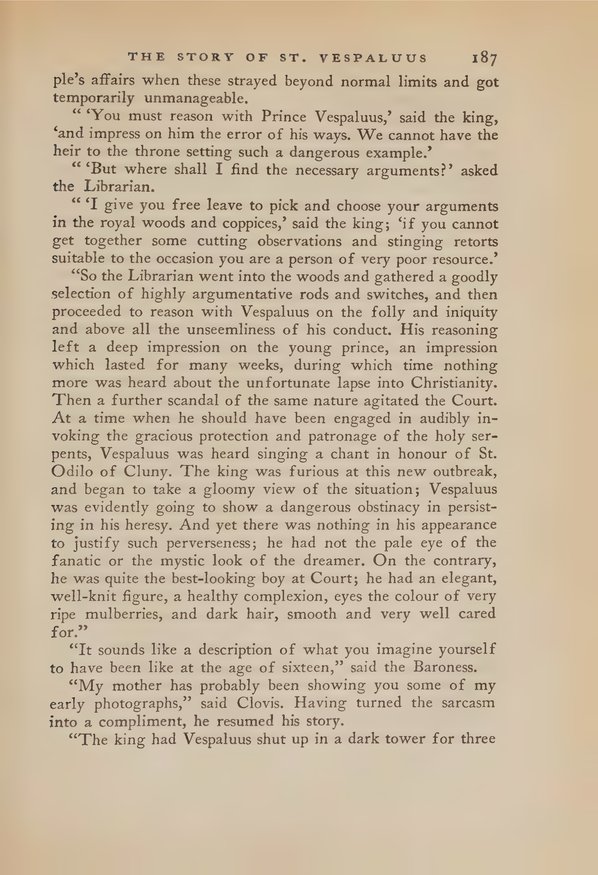 THE STORY OF ST. VESPALUUS 187
ple's affairs when these strayed beyond normal limits and got
temporarily unmanageable.
“ ‘You must reason with Prince Vespaluus,’ said the king,
‘and impress on him the error of his ways. We cannot have the
heir to the throne setting such a dangerous example.’
“ ‘But where shall I find the necessary arguments?’ asked
the Librarian.
“ ‘I give you free leave to pick and choose your arguments
in the royal woods and coppices,’ said the king; ‘if you cannot
get together some cutting observations and stinging retorts
suitable to the occasion you are a person of very poor resource.’
“So the Librarian went into the woods and gathered a goodly
selection of highly argumentative rods and switches, and then
proceeded to reason with Vespaluus on the folly and iniquity
and above all the unseemliness of his conduct. His reasoning
left a deep impression on the young prince, an impression
which lasted for many weeks, during which time nothing
more was heard about the unfortunate lapse into Christianity.
Then a further scandal of the same nature agitated the Court.
At a time when he should have been engaged in audibly in-
voking the gracious protection and patronage of the holy ser-
pents, Vespaluus was heard singing a chant in honour of St.
Odilo of Cluny. The king was furious at this new outbreak,
and began to take a gloomy view of the situation; Vespaluus
was evidently going to show a dangerous obstinacy in persist-
ing in his heresy. And yet there was nothing in his appearance
to justify such perverseness; he had not the pale eye of the
fanatic or the mystic look of the dreamer. On the contrary,
he was quite the best-looking boy at Court; he had an elegant,
well-knit figure, a healthy complexion, eyes the colour of very
ripe mulberries, and dark hair, smooth and very well cared
for.”
“It sounds like a description of what you imagine yourself
to have been like at the age of sixteen,” said the Baroness.
“My mother has probably been showing you some of my
early photographs,” said Clovis. Having turned the sarcasm
into a compliment, he resumed his story.
“The king had Vespaluus shut up in a dark tower for three